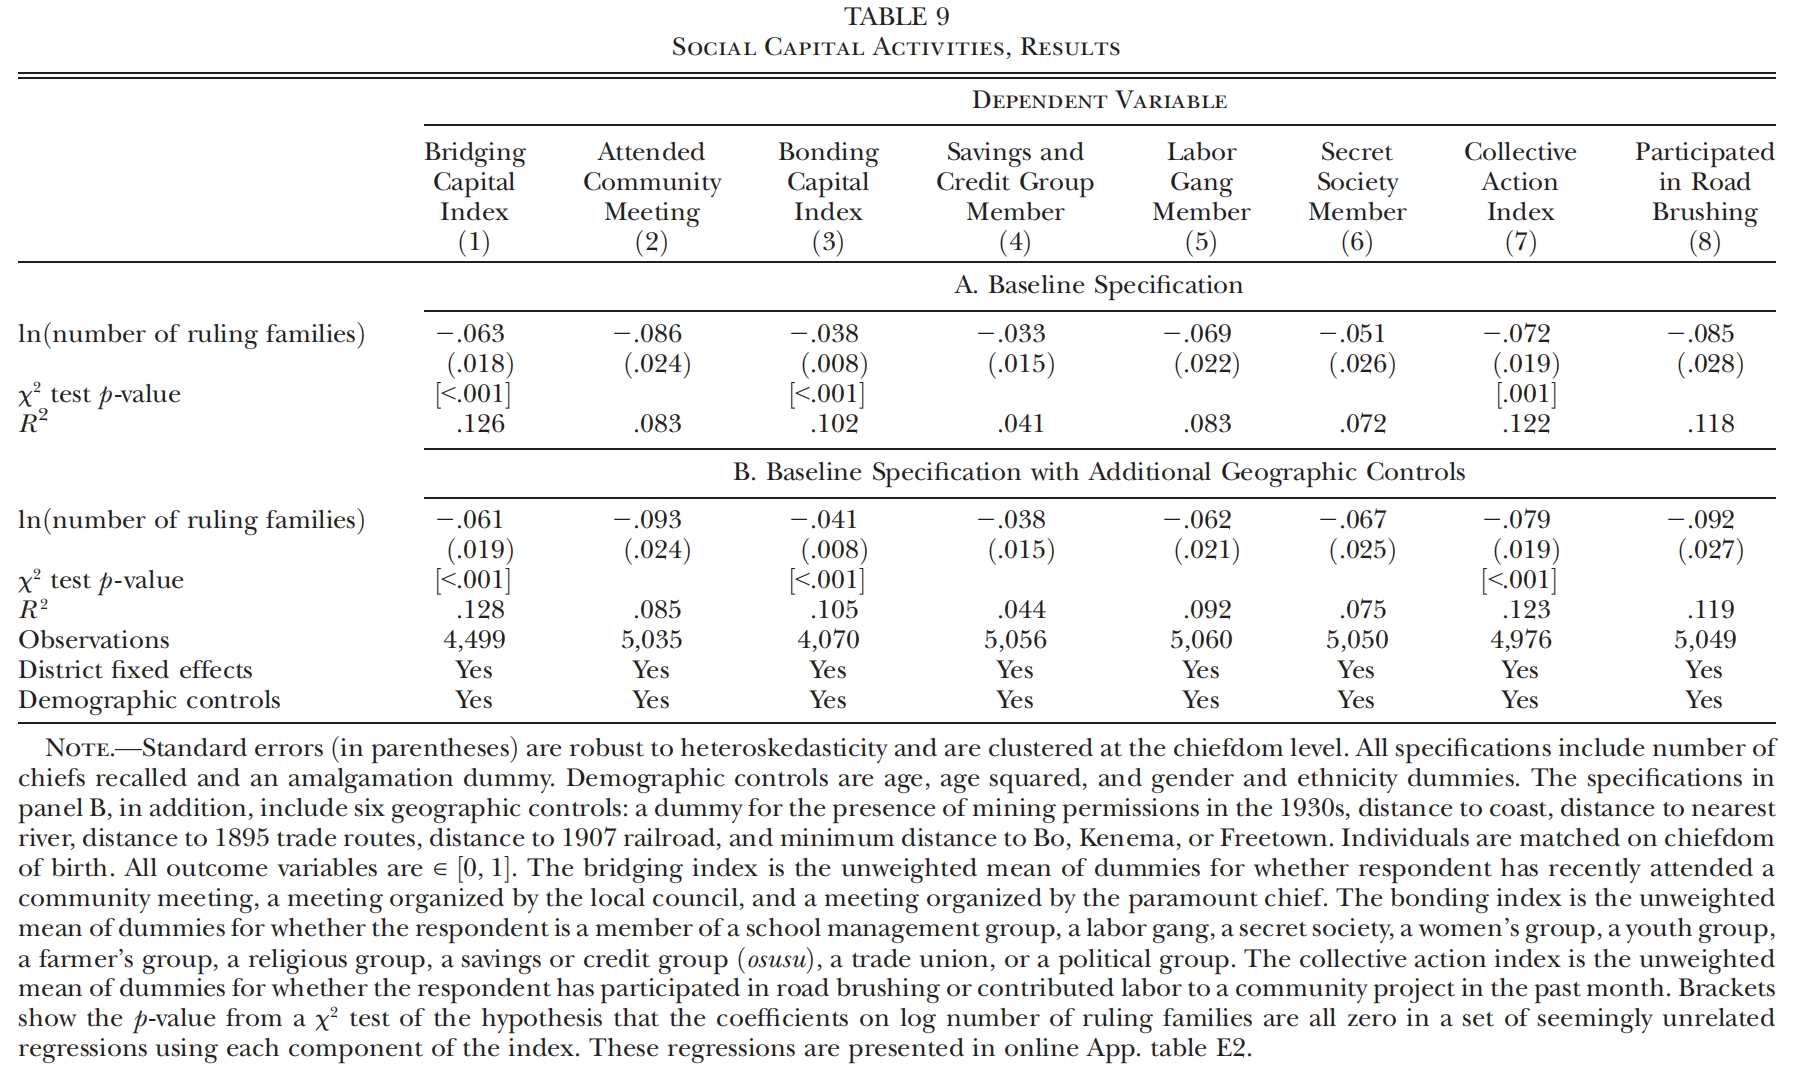 TABLE 9
Social Capital Activities, Results
Dependent Variable
Bridging Capital Index (1) Attended Community Meeting (2) Bonding Capital Index (3) Savings and Credit Group Member (4) Labor Gang Member (5) Secret Society Member (6) Collective Action Index (7) Participated in Road Brushing (8)
A. Baseline Specification
ln(number of ruling families) −.063 −.086 −.038 −.033 −.069 −.051 −.072 −.085
(.018) (.024) (.008) (.015) (.022) (.026) (.019) (.028)
χ² test p-value [<.001] [<.001] [.001]
R² .126 .083 .102 .041 .083 .072 .122 .118
B. Baseline Specification with Additional Geographic Controls
ln(number of ruling families) −.061 −.093 −.041 −.038 −.062 −.067 −.079 −.092
(.019) (.024) (.008) (.015) (.021) (.025) (.019) (.027)
χ² test p-value [<.001] [<.001] [<.001]
R² .128 .085 .105 .044 .092 .075 .123 .119
Observations 4,499 5,035 4,070 5,056 5,060 5,050 4,976 5,049
District fixed effects Yes Yes Yes Yes Yes Yes Yes Yes
Demographic controls Yes Yes Yes Yes Yes Yes Yes Yes
Note.—Standard errors (in parentheses) are robust to heteroskedasticity and are clustered at the chiefdom level. All specifications include number of
chiefs recalled and an amalgamation dummy. Demographic controls are age, age squared, and gender and ethnicity dummies. The specifications in
panel B, in addition, include six geographic controls: a dummy for the presence of mining permissions in the 1930s, distance to coast, distance to nearest
river, distance to 1895 trade routes, distance to 1907 railroad, and minimum distance to Bo, Kenema, or Freetown. Individuals are matched on chiefdom
of birth. All outcome variables are ∈ [0, 1]. The bridging index is the unweighted mean of dummies for whether respondent has recently attended a
community meeting, a meeting organized by the local council, and a meeting organized by the paramount chief. The bonding index is the unweighted
mean of dummies for whether the respondent is a member of a school management group, a labor gang, a secret society, a women's group, a youth group,
a farmer's group, a religious group, a savings or credit group (osusu), a trade union, or a political group. The collective action index is the unweighted
mean of dummies for whether the respondent has participated in road brushing or contributed labor to a community project in the past month. Brackets
show the p-value from a χ² test of the hypothesis that the coefficients on log number of ruling families are all zero in a set of seemingly unrelated
regressions using each component of the index. These regressions are presented in online App. table E2.